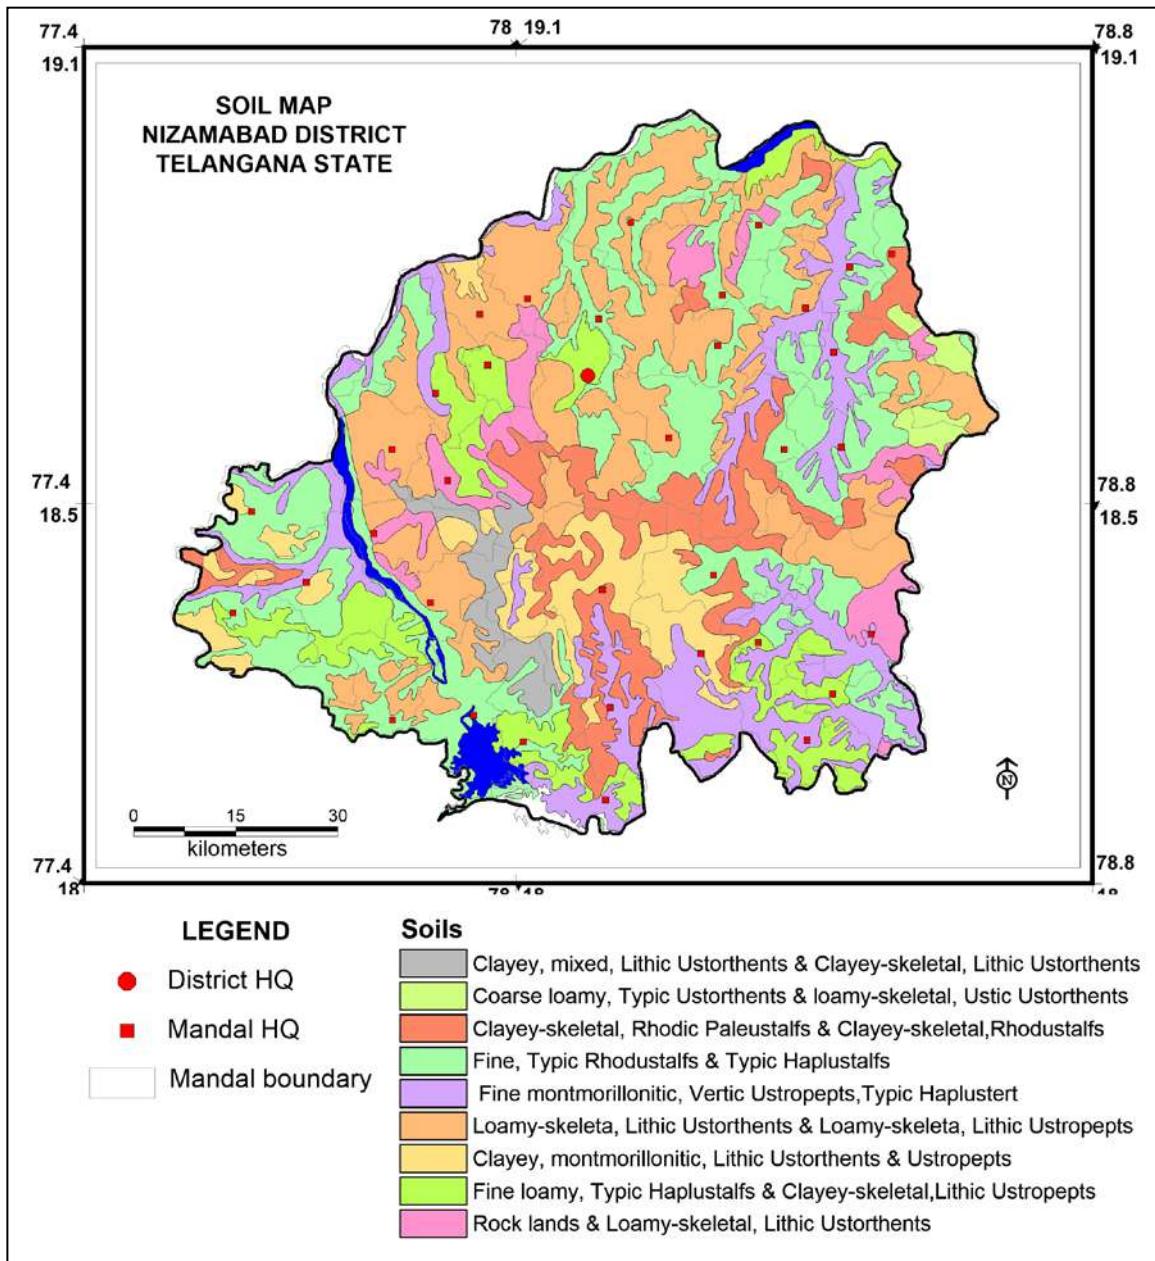 77.4
78 19.1
78.8
19.1
19.1
SOIL MAP
NIZAMABAD DISTRICT
TELANGANA STATE
77.4
18.5
78.8
18.5
N
0 15 30
kilometers
77.4
18
78.8
LEGEND
District HQ
Mandal HQ
Mandal boundary
Soils
Clayey, mixed, Lithic Ustorthents & Clayey-skeletal, Lithic Ustorthents
Coarse loamy, Typic Ustorthents & loamy-skeletal, Ustic Ustorthents
Clayey-skeletal, Rhodic Paleustalfs & Clayey-skeletal,Rhodustalfs
Fine, Typic Rhodustalfs & Typic Haplustalfs
Fine montmorillonitic, Vertic Ustropepts,Typic Haplustert
Loamy-skeleta, Lithic Ustorthents & Loamy-skeleta, Lithic Ustropepts
Clayey, montmorillonitic, Lithic Ustorthents & Ustropepts
Fine loamy, Typic Haplustalfs & Clayey-skeletal,Lithic Ustropepts
Rock lands & Loamy-skeletal, Lithic Ustorthents